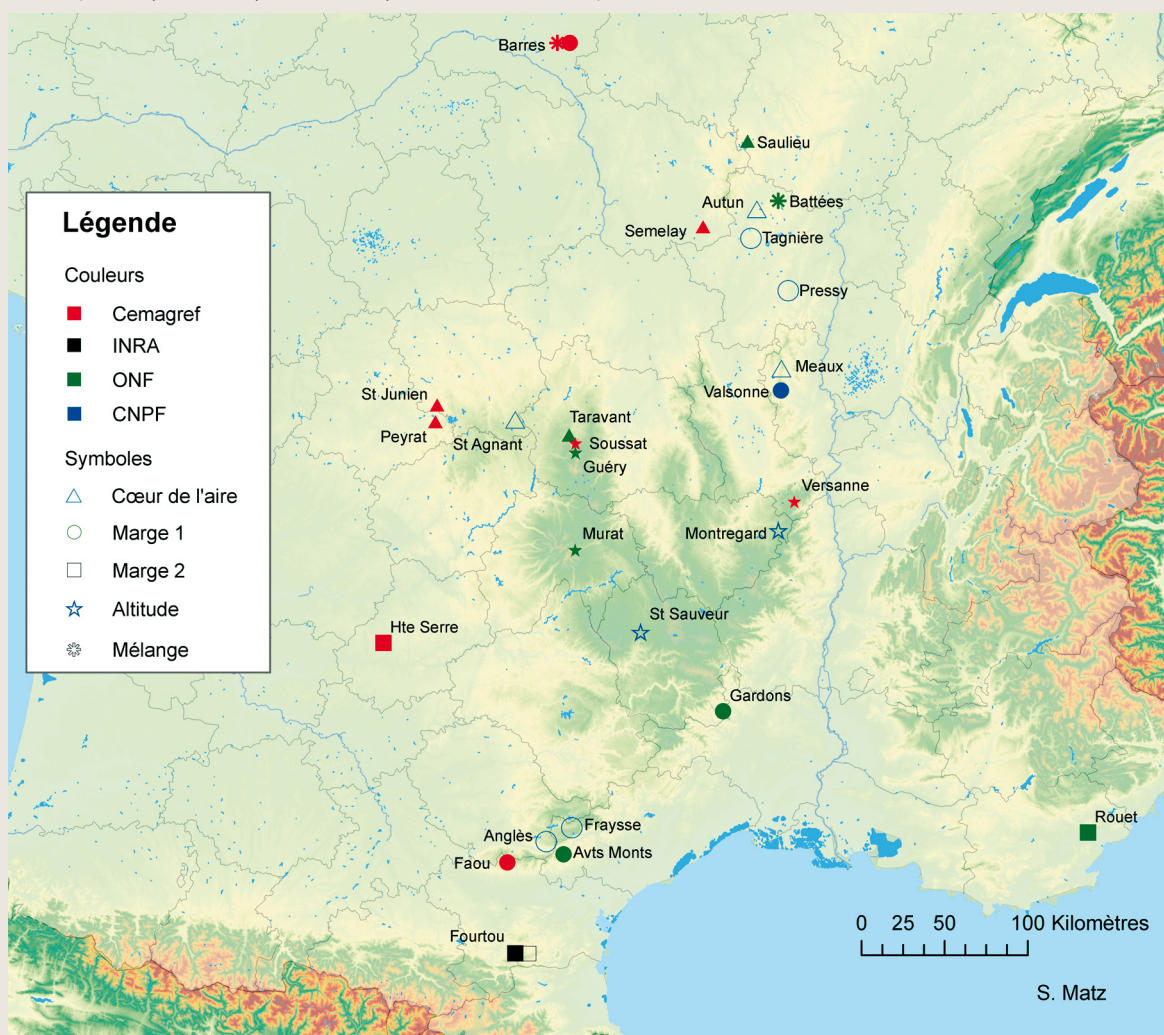 Barres
Saulieu
Autun
Battées
Semelay
Tagnière
Pressy
Légende
Couleurs
Cemagref
INRA
ONF
CNPF
Symboles
Cœur de l'aire
Marge 1
Marge 2
Altitude
Mélange
Meaux
Valsonne
St Junien
Peyrat
St Agnant
Taravant
Soussat
Guéry
Versanne
Montregard
Murat
St Sauveur
Hte Serre
Gardons
Rouet
Fraysse
Anglès
Avts Monts
Faou
Fourtou
0 25 50 100 Kilomètres
S. Matz